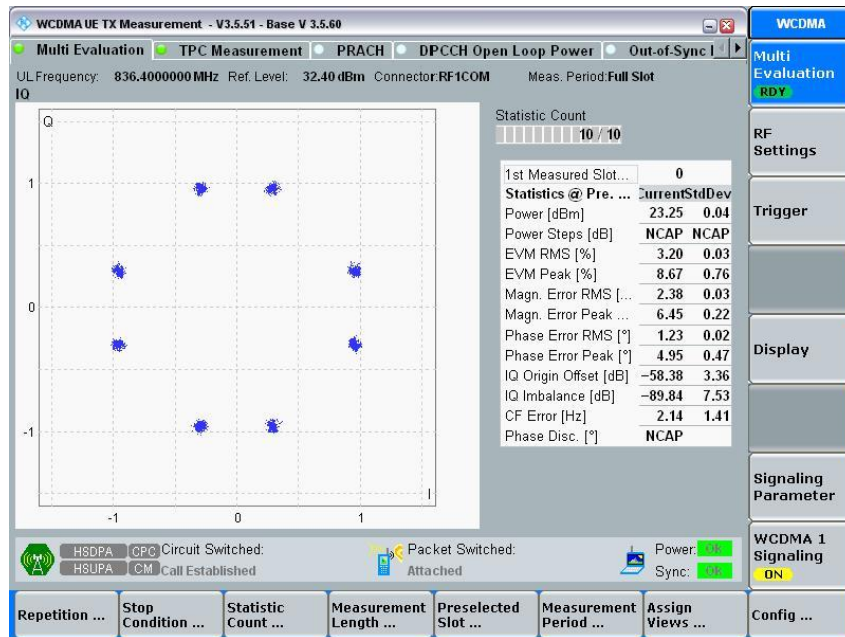 WCDMA UE TX Measurement - V3.5.51 - Base V 3.5.60
WCDMA
Multi Evaluation TPC Measurement PRACH DPCCH Open Loop Power Out-of-Sync
Multi Evaluation
RDY
UL Frequency: 836.4000000 MHz Ref. Level: 32.40 dBm Connector:RF1COM Meas. Period:Full Slot
IQ
Q
1
0
-1
-1 0 1
I
Statistic Count
10 / 10
1st Measured Slot... 0
Statistics @ Pre. ... Current StdDev
Power [dBm] 23.25 0.04
Power Steps [dB] NCAP NCAP
EVM RMS [%] 3.20 0.03
EVM Peak [%] 8.67 0.76
Magn. Error RMS [... 2.38 0.03
Magn. Error Peak ... 6.45 0.22
Phase Error RMS [°] 1.23 0.02
Phase Error Peak [°] 4.95 0.47
IQ Origin Offset [dB] −58.38 3.36
IQ Imbalance [dB] −89.84 7.53
CF Error [Hz] 2.14 1.41
Phase Disc. [°] NCAP
RF Settings
Trigger
Display
Signaling Parameter
WCDMA 1 Signaling
ON
HSDPA CPC Circuit Switched: Packet Switched: Power: OK
HSUPA CM Call Established Attached Sync: OK
Repetition ...
Stop Condition ...
Statistic Count ...
Measurement Length ...
Preselected Slot ...
Measurement Period ...
Assign Views ...
Config ...